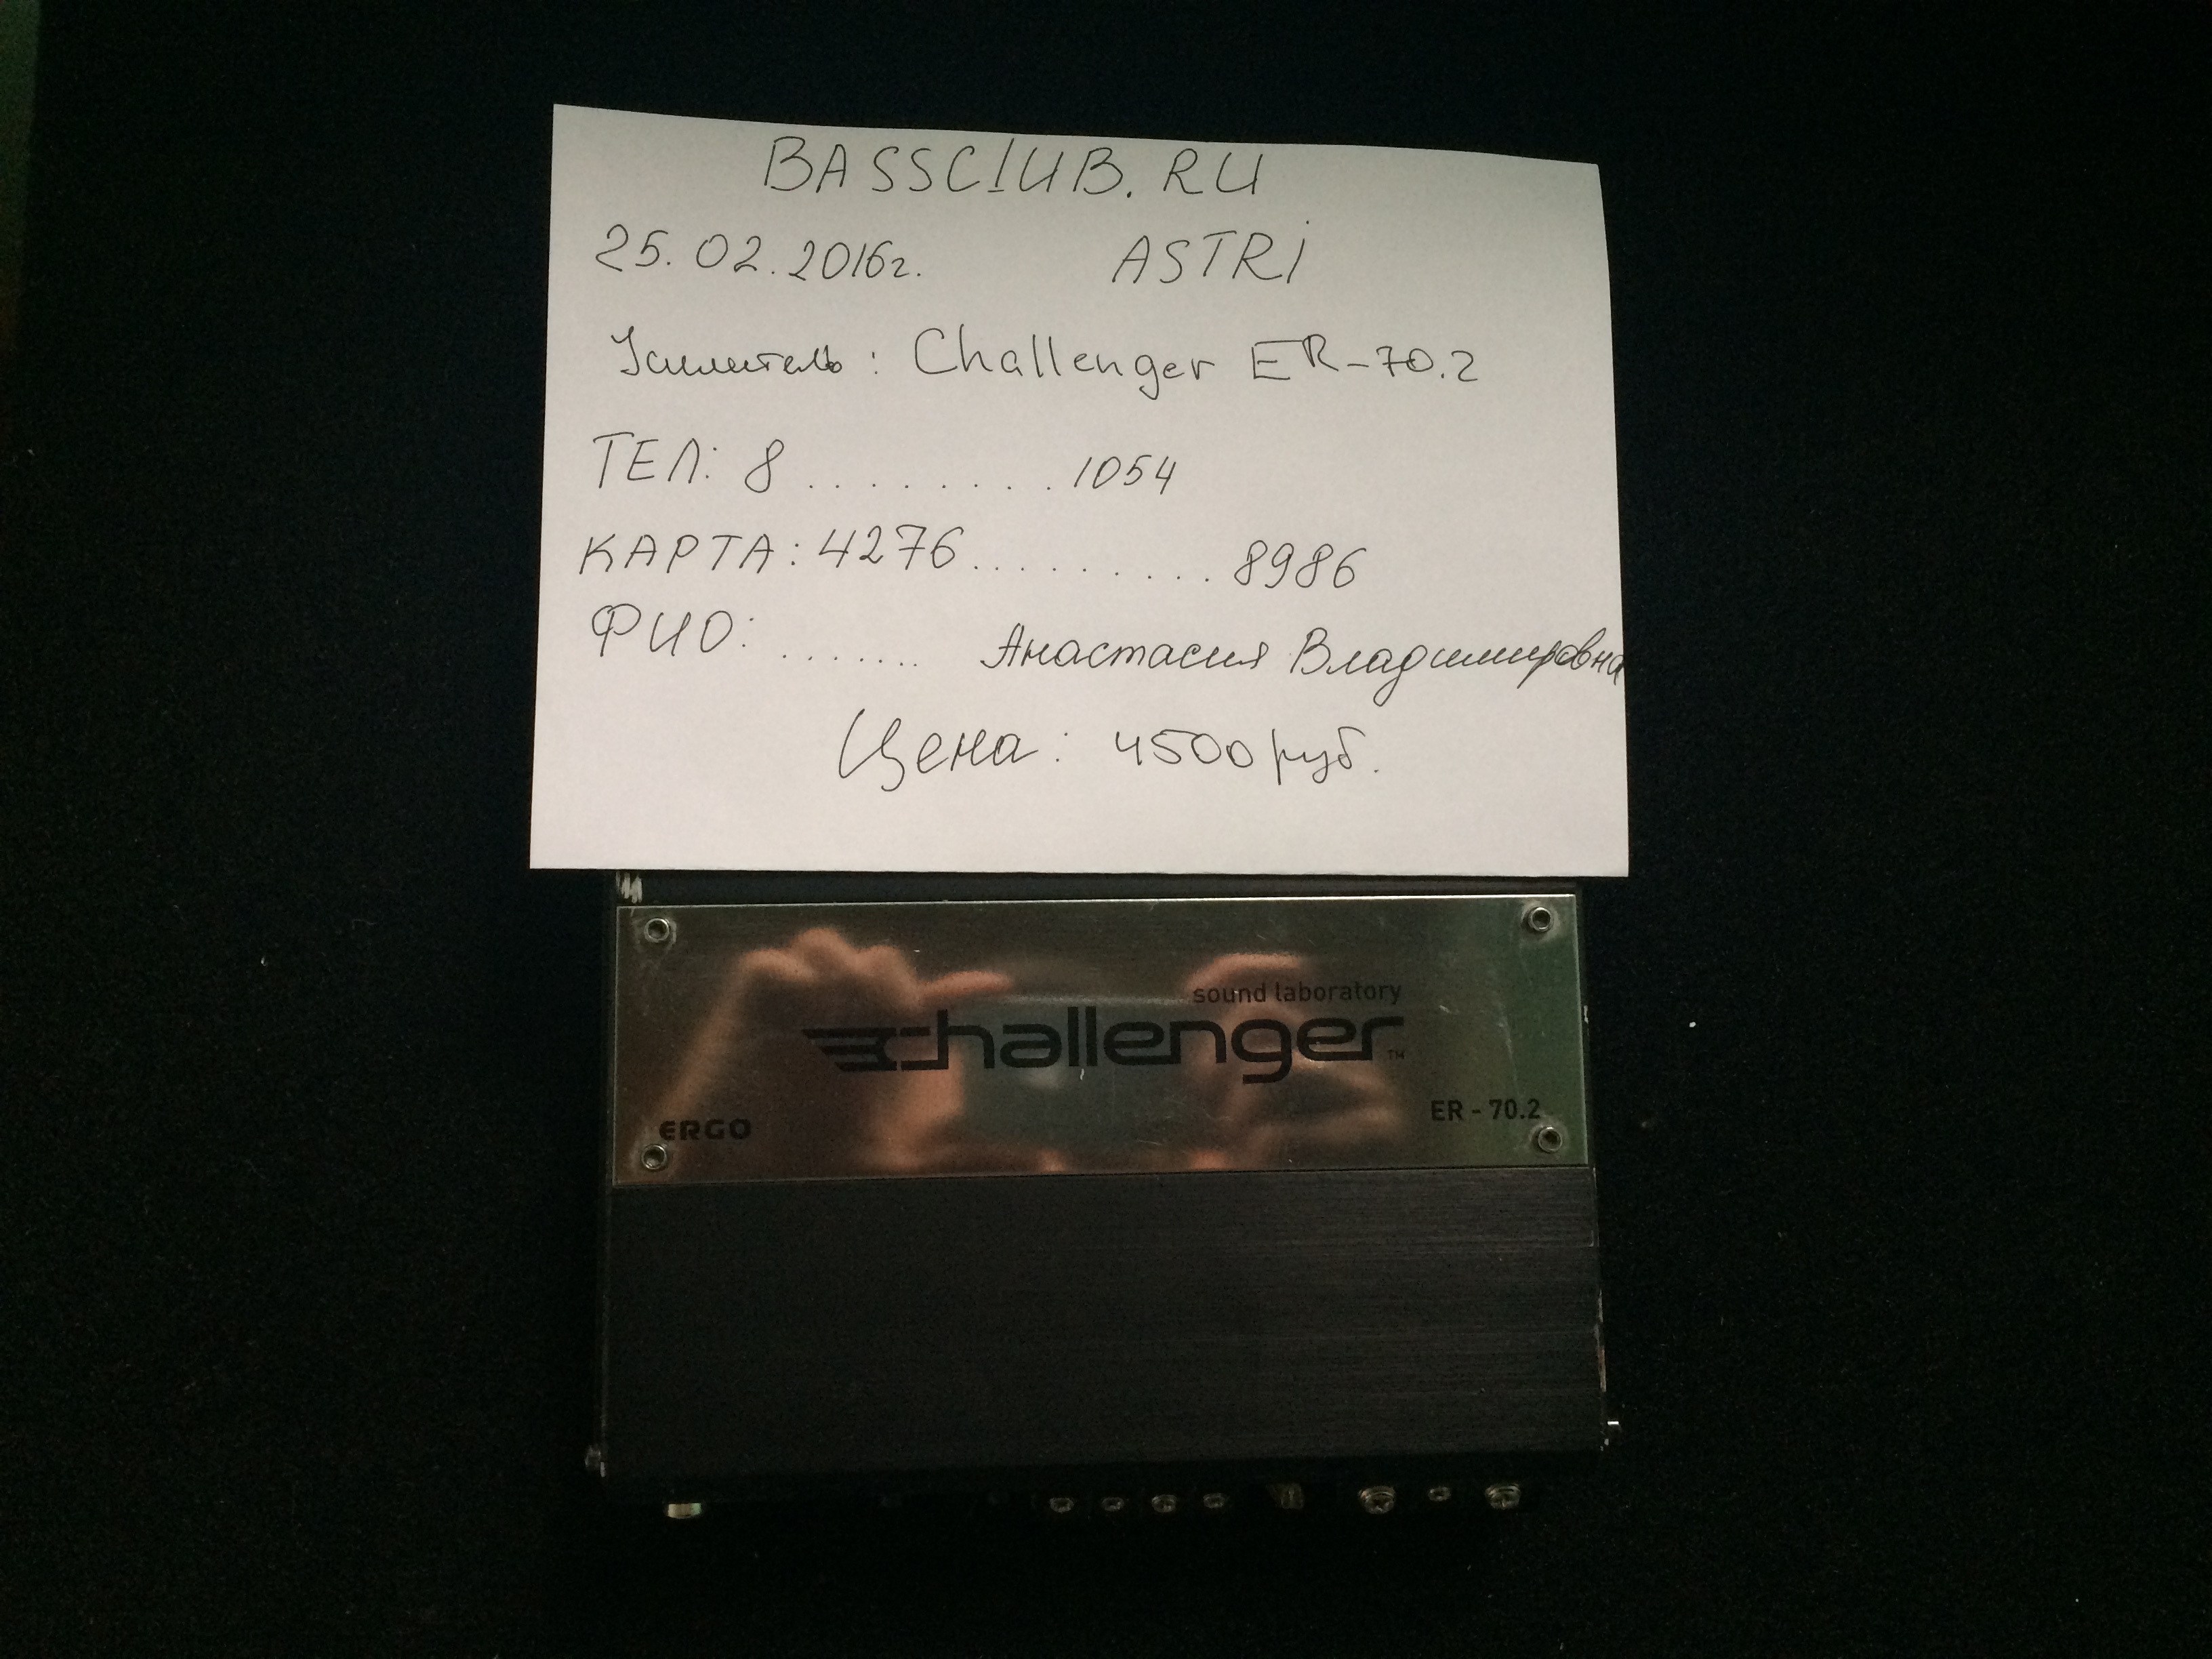 BASSClUB.RU
25.02.2016г. ASTRi
Усилитель: Challenger ER-70.2
ТЕЛ: 8 . . . . . . . . . 1054
КАРТА: 4276 . . . . . . . . . 8986
ФИО: . . . . . . . Анастасия Владимировна
Цена: 4500 руб.
sound laboratory
challenger™
ERGO ER - 70.2